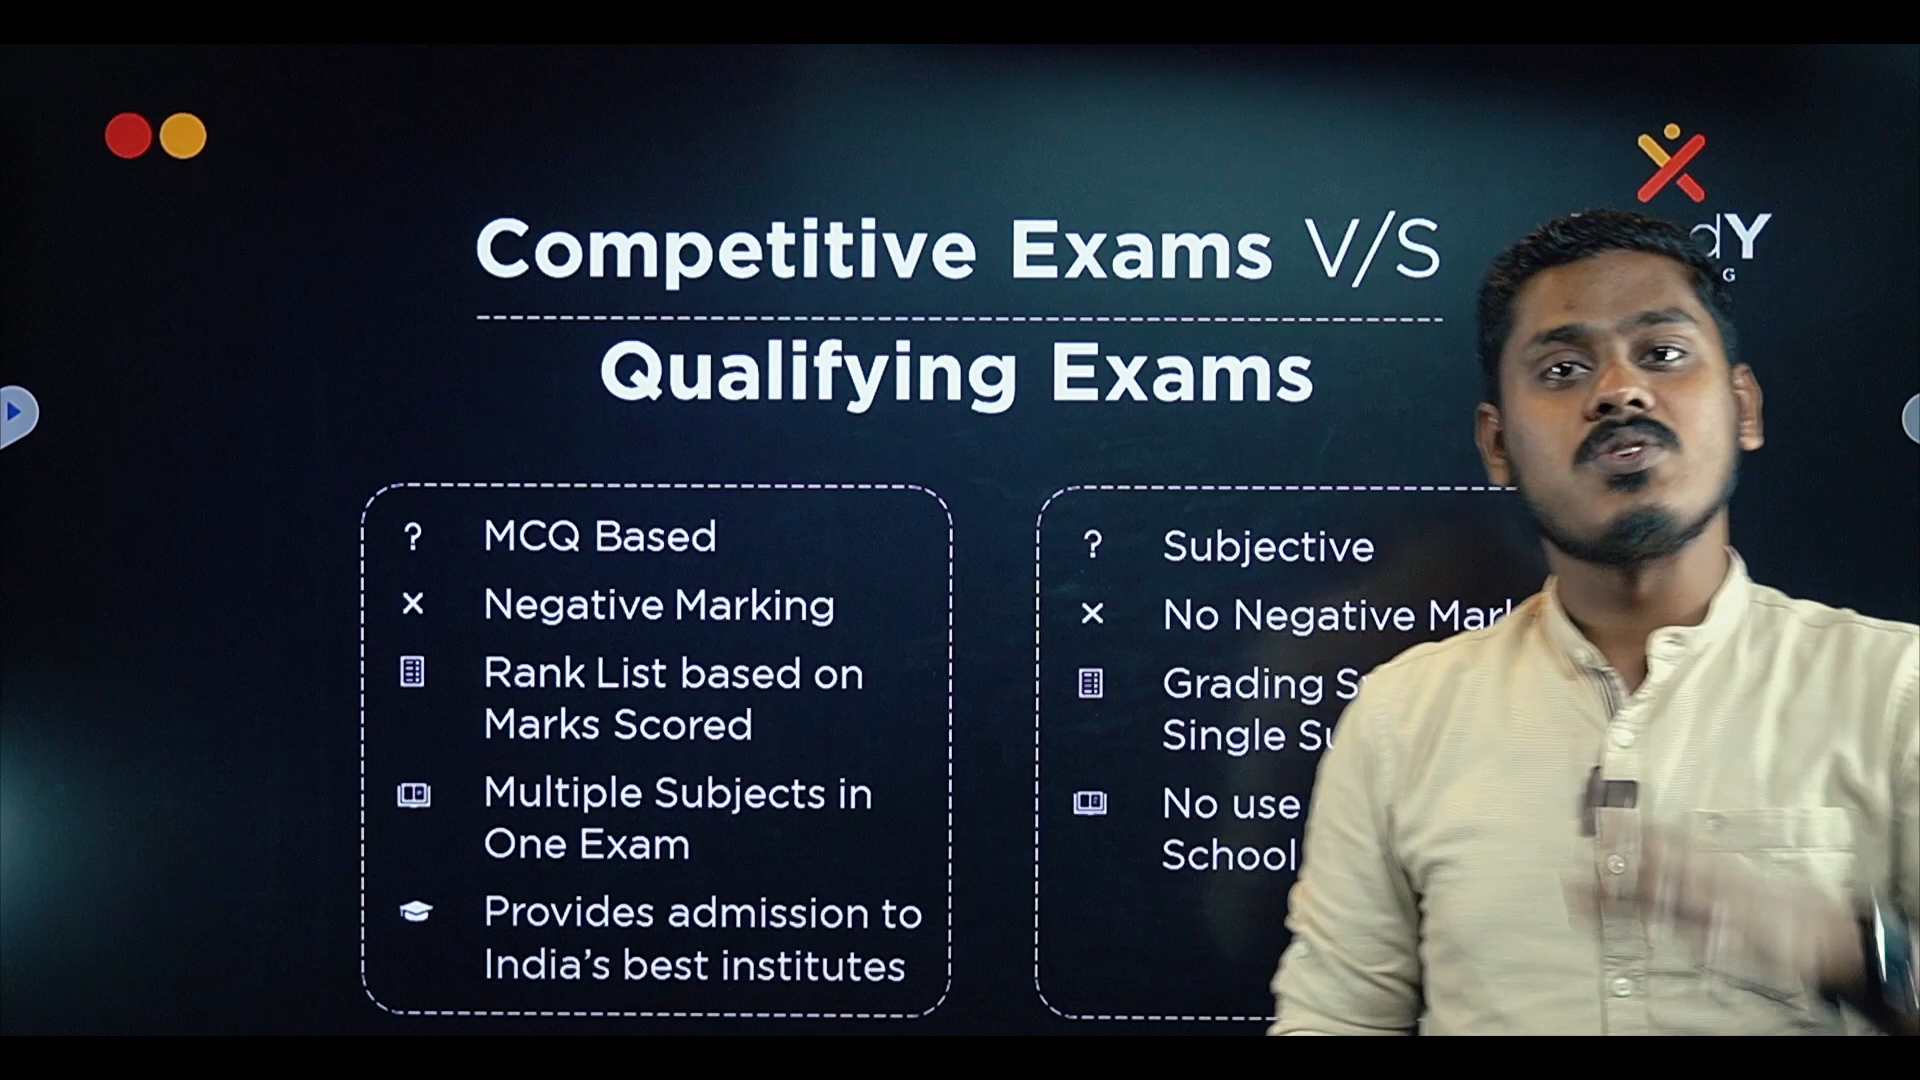 dY
G
Competitive Exams V/S
Qualifying Exams
? MCQ Based
Negative Marking
Rank List based on
Marks Scored
Multiple Subjects in
One Exam
Provides admission to
India's best institutes
? Subjective
No Negative
Grading
Single
No use
School